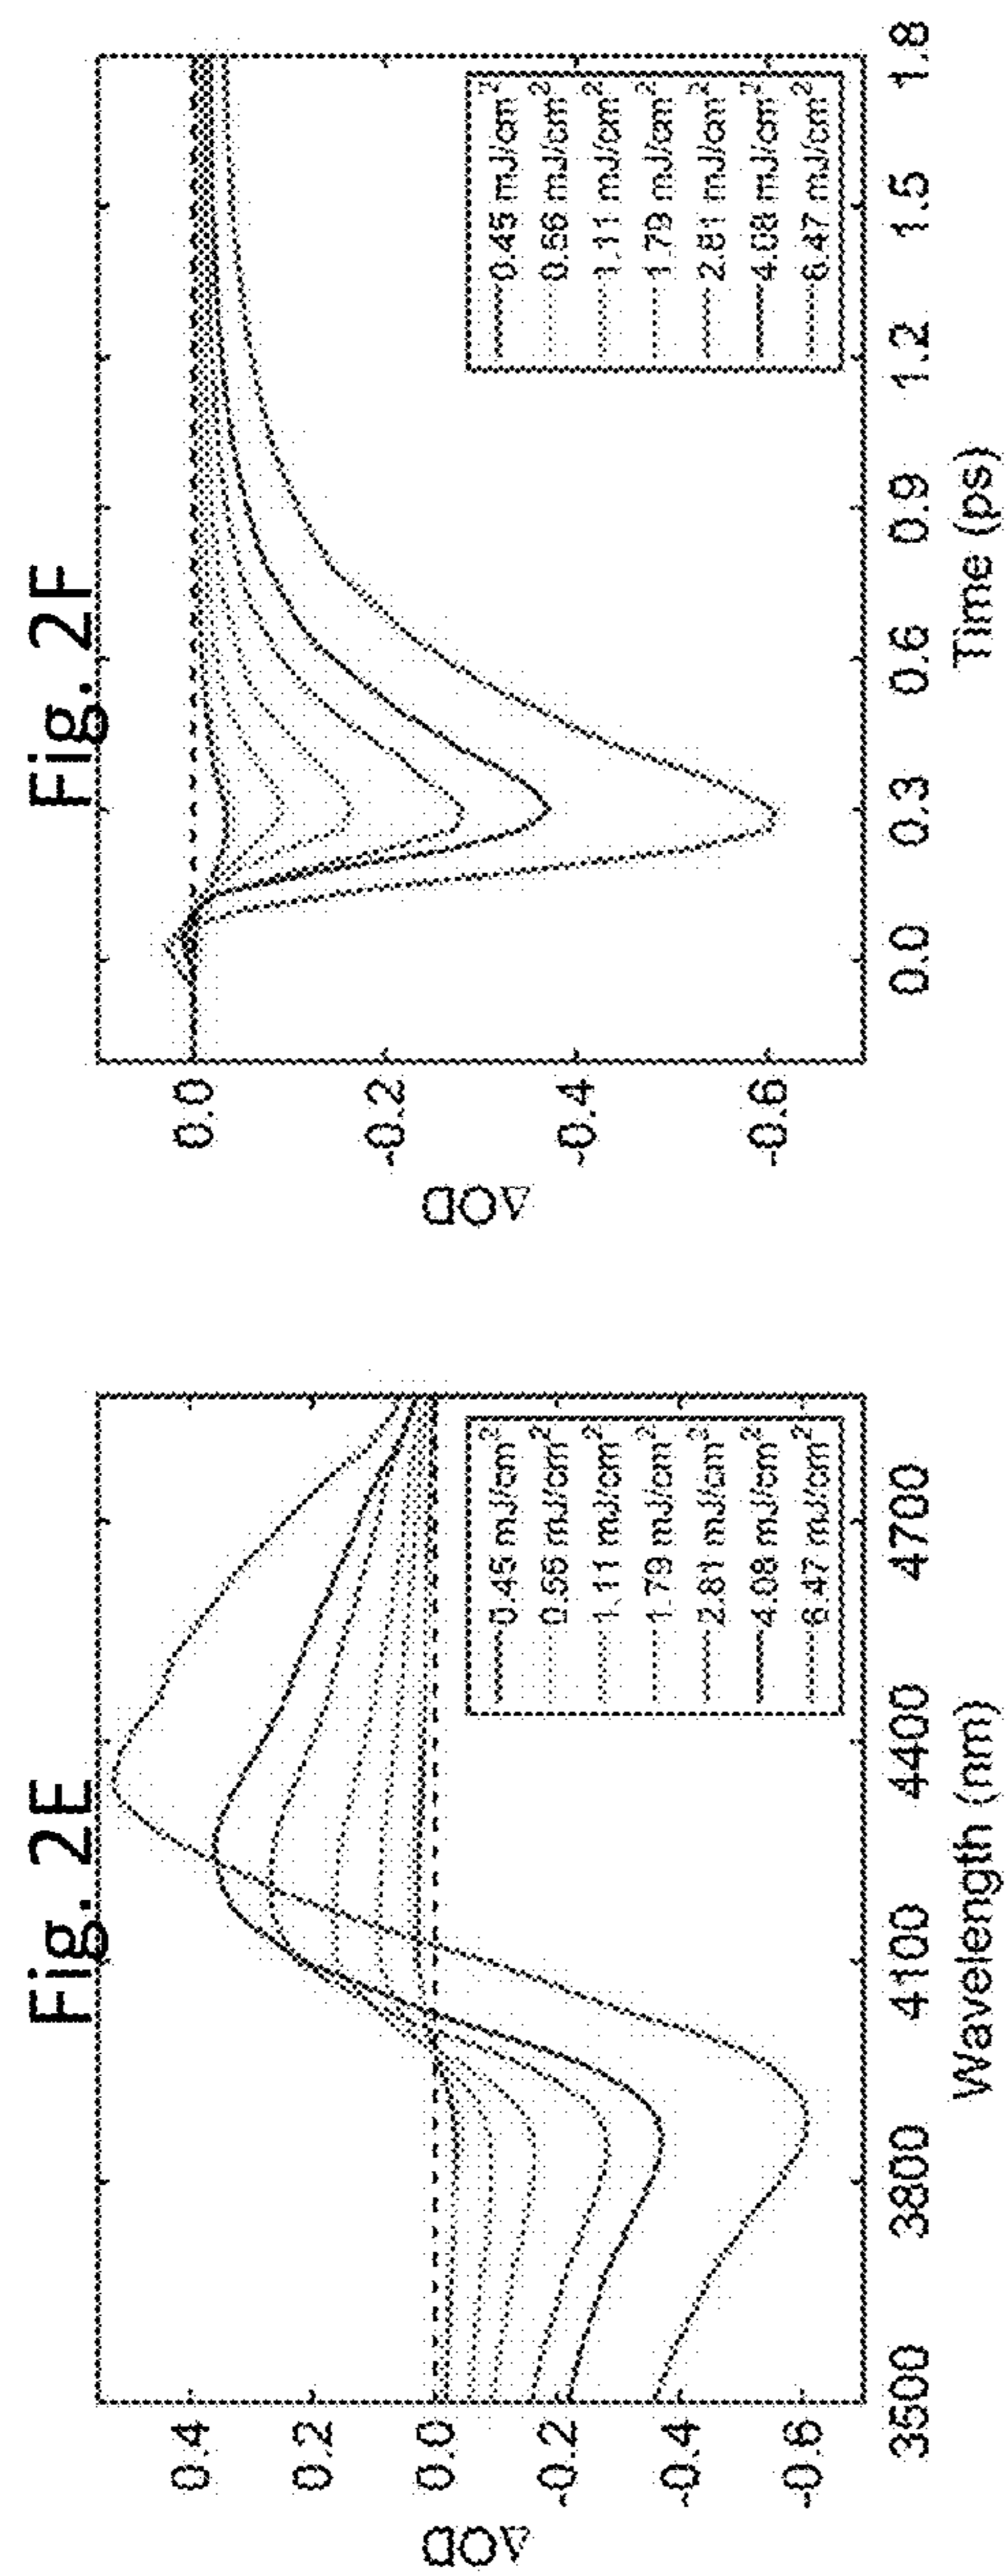 Fig. 2E
ΔOD
0.4
0.2
0.0
-0.2
-0.4
-0.6
3500
3800
4100
4400
4700
Wavelength (nm)
0.45 mJ/cm²
0.56 mJ/cm²
1.11 mJ/cm²
1.79 mJ/cm²
2.81 mJ/cm²
4.08 mJ/cm²
6.47 mJ/cm²
Fig. 2F
ΔOD
0.0
-0.2
-0.4
-0.6
0.0
0.3
0.6
0.9
1.2
1.5
1.8
Time (ps)
0.45 mJ/cm²
0.56 mJ/cm²
1.11 mJ/cm²
1.79 mJ/cm²
2.81 mJ/cm²
4.08 mJ/cm²
6.47 mJ/cm²